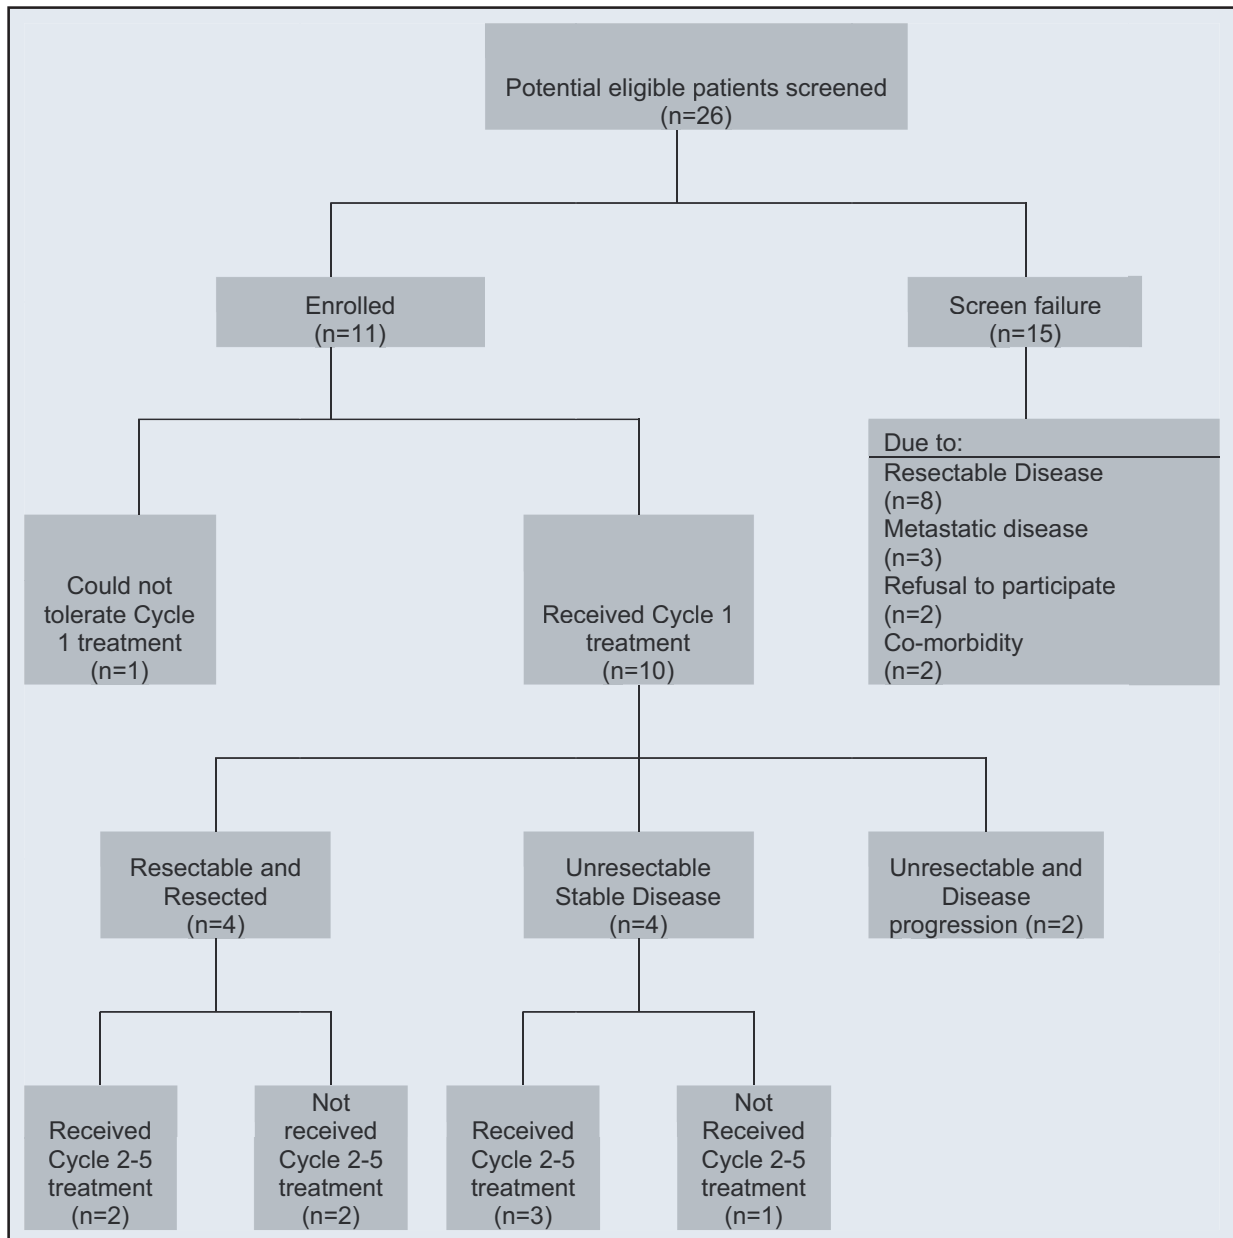 Potential eligible patients screened
(n=26)
Enrolled
(n=11)
Screen failure
(n=15)
Due to:
Resectable Disease
(n=8)
Metastatic disease
(n=3)
Refusal to participate
(n=2)
Co-morbidity
(n=2)
Could not
tolerate Cycle
1 treatment
(n=1)
Received Cycle 1
treatment
(n=10)
Resectable and
Resected
(n=4)
Unresectable
Stable Disease
(n=4)
Unresectable and
Disease
progression (n=2)
Received
Cycle 2-5
treatment
(n=2)
Not
received
Cycle 2-5
treatment
(n=2)
Received
Cycle 2-5
treatment
(n=3)
Not
Received
Cycle 2-5
treatment
(n=1)